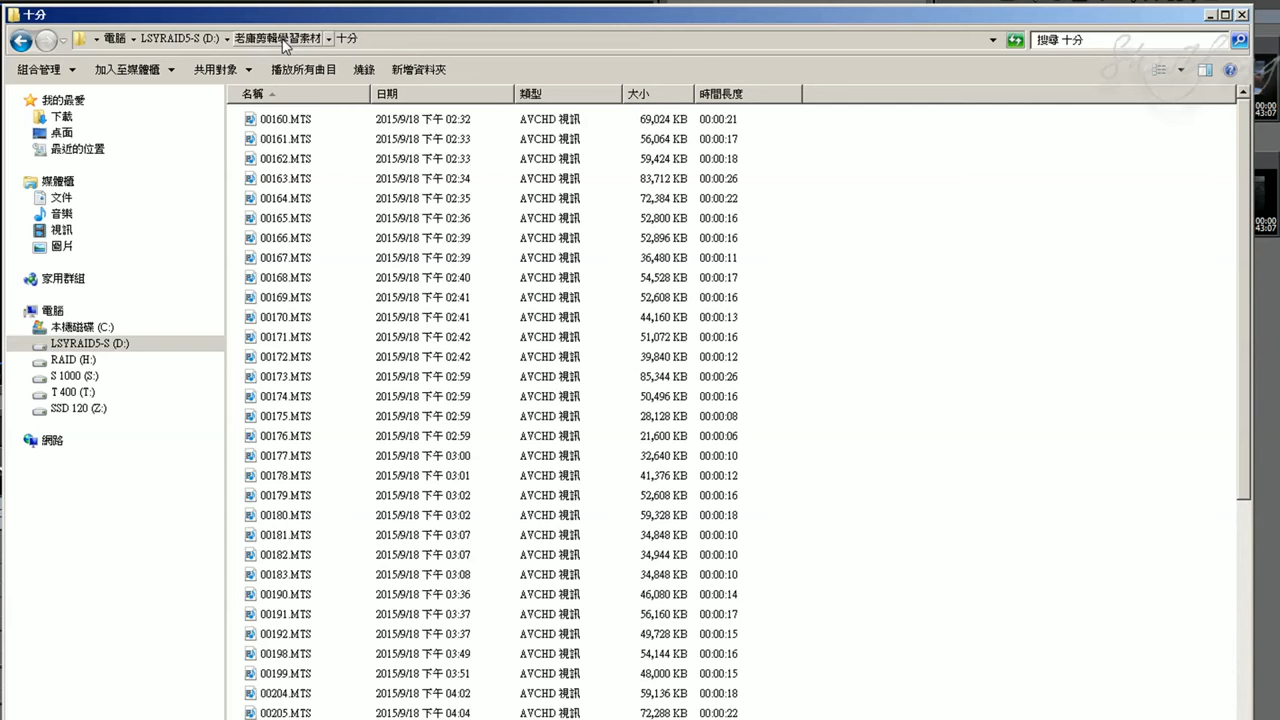 十分
電腦 LSYRAID5-S (D:) 老庫剪輯學習素材 十分 搜尋 十分
組合管理 加入至媒體櫃 共用對象 播放所有曲目 燒錄 新增資料夾
我的最愛
下載
桌面
最近的位置
媒體櫃
文件
音樂
視訊
圖片
家用群組
電腦
本機磁碟 (C:)
LSYRAID5-S (D:)
RAID (H:)
S 1000 (S:)
T 400 (T:)
SSD 120 (Z:)
網路
名稱 日期 類型 大小 時間長度
00160.MTS 2015/9/18 下午 02:32 AVCHD 視訊 69,024 KB 00:00:21
00161.MTS 2015/9/18 下午 02:33 AVCHD 視訊 56,064 KB 00:00:17
00162.MTS 2015/9/18 下午 02:33 AVCHD 視訊 59,424 KB 00:00:18
00163.MTS 2015/9/18 下午 02:34 AVCHD 視訊 83,712 KB 00:00:26
00164.MTS 2015/9/18 下午 02:35 AVCHD 視訊 72,384 KB 00:00:22
00165.MTS 2015/9/18 下午 02:36 AVCHD 視訊 52,800 KB 00:00:16
00166.MTS 2015/9/18 下午 02:39 AVCHD 視訊 52,896 KB 00:00:16
00167.MTS 2015/9/18 下午 02:39 AVCHD 視訊 36,480 KB 00:00:11
00168.MTS 2015/9/18 下午 02:40 AVCHD 視訊 54,528 KB 00:00:17
00169.MTS 2015/9/18 下午 02:41 AVCHD 視訊 52,608 KB 00:00:16
00170.MTS 2015/9/18 下午 02:41 AVCHD 視訊 44,160 KB 00:00:13
00171.MTS 2015/9/18 下午 02:42 AVCHD 視訊 51,072 KB 00:00:16
00172.MTS 2015/9/18 下午 02:42 AVCHD 視訊 39,840 KB 00:00:12
00173.MTS 2015/9/18 下午 02:59 AVCHD 視訊 85,344 KB 00:00:26
00174.MTS 2015/9/18 下午 02:59 AVCHD 視訊 50,496 KB 00:00:16
00175.MTS 2015/9/18 下午 02:59 AVCHD 視訊 28,128 KB 00:00:08
00176.MTS 2015/9/18 下午 02:59 AVCHD 視訊 21,600 KB 00:00:06
00177.MTS 2015/9/18 下午 03:00 AVCHD 視訊 32,640 KB 00:00:10
00178.MTS 2015/9/18 下午 03:01 AVCHD 視訊 41,376 KB 00:00:12
00179.MTS 2015/9/18 下午 03:02 AVCHD 視訊 52,608 KB 00:00:16
00180.MTS 2015/9/18 下午 03:02 AVCHD 視訊 59,328 KB 00:00:18
00181.MTS 2015/9/18 下午 03:07 AVCHD 視訊 34,848 KB 00:00:10
00182.MTS 2015/9/18 下午 03:07 AVCHD 視訊 34,944 KB 00:00:10
00183.MTS 2015/9/18 下午 03:08 AVCHD 視訊 34,848 KB 00:00:10
00190.MTS 2015/9/18 下午 03:36 AVCHD 視訊 46,080 KB 00:00:14
00191.MTS 2015/9/18 下午 03:37 AVCHD 視訊 56,160 KB 00:00:17
00192.MTS 2015/9/18 下午 03:37 AVCHD 視訊 49,728 KB 00:00:15
00198.MTS 2015/9/18 下午 03:49 AVCHD 視訊 54,144 KB 00:00:16
00199.MTS 2015/9/18 下午 03:51 AVCHD 視訊 48,000 KB 00:00:15
00204.MTS 2015/9/18 下午 04:02 AVCHD 視訊 59,136 KB 00:00:18
00205.MTS 2015/9/18 下午 04:04 AVCHD 視訊 72,288 KB 00:00:22
00:00
43:07
00:00
43:07